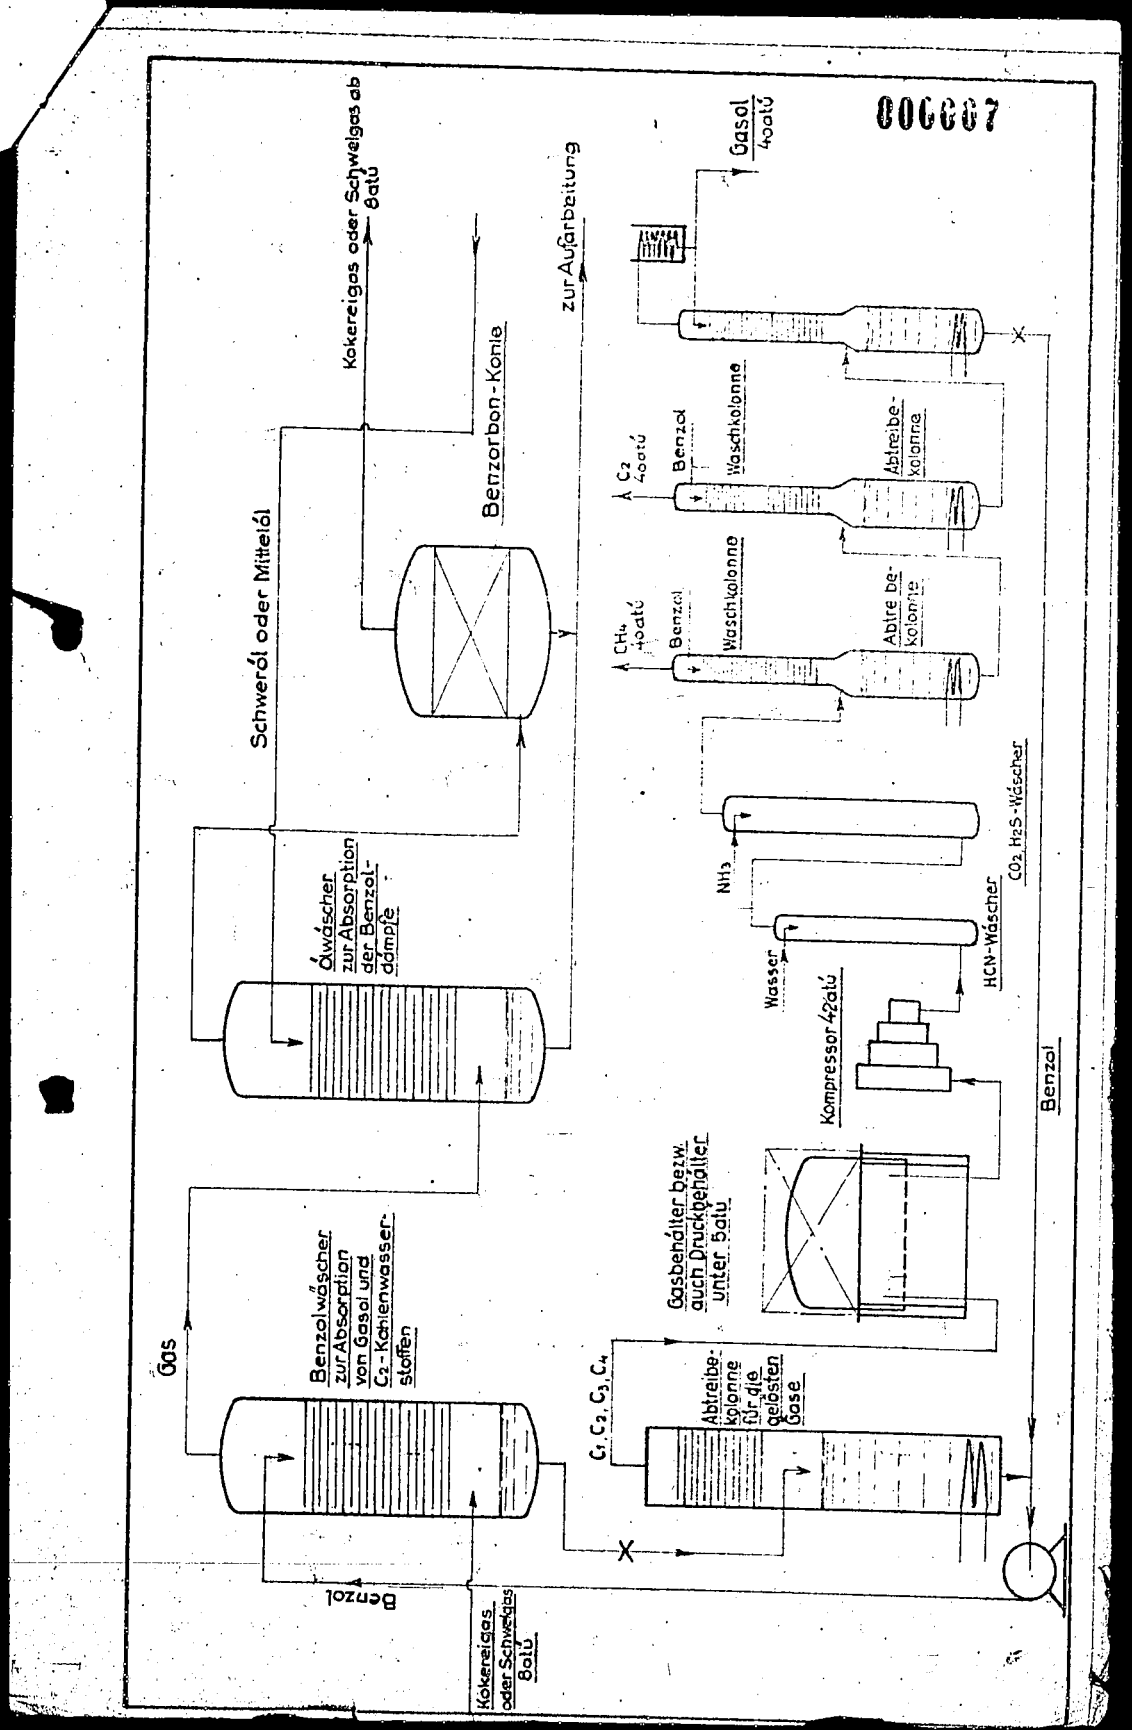 Kokereigas
oder Schwelgas
8atü
Benzol
Gas
Benzolwäscher
zur Absorption
von Gasol und
C₂-Kohlenwasser-
stoffen
Ölwäscher
zur Absorption
der Benzol-
dämpfe
Schweröl oder Mittelöl
Kokereigas oder Schwelgas ab
8atü
Benzorbon-Kohle
zur Aufarbeitung
C₁, C₂, C₃, C₄
Abtreibe-
kolonne
für die
gelösten
Gase
Gasbehälter bezw.
auch Druckbehälter
unter 5atü
Kompressor 42atü
Wasser
HCN-Wäscher
NH₃
CO₂ H₂S-Wäscher
CH₄
40atü
Benzol
Waschkolonne
Abtreibe-
kolonne
C₂
40atü
Benzol
Waschkolonne
Abtreibe-
kolonne
Gasol
40atü
Benzol